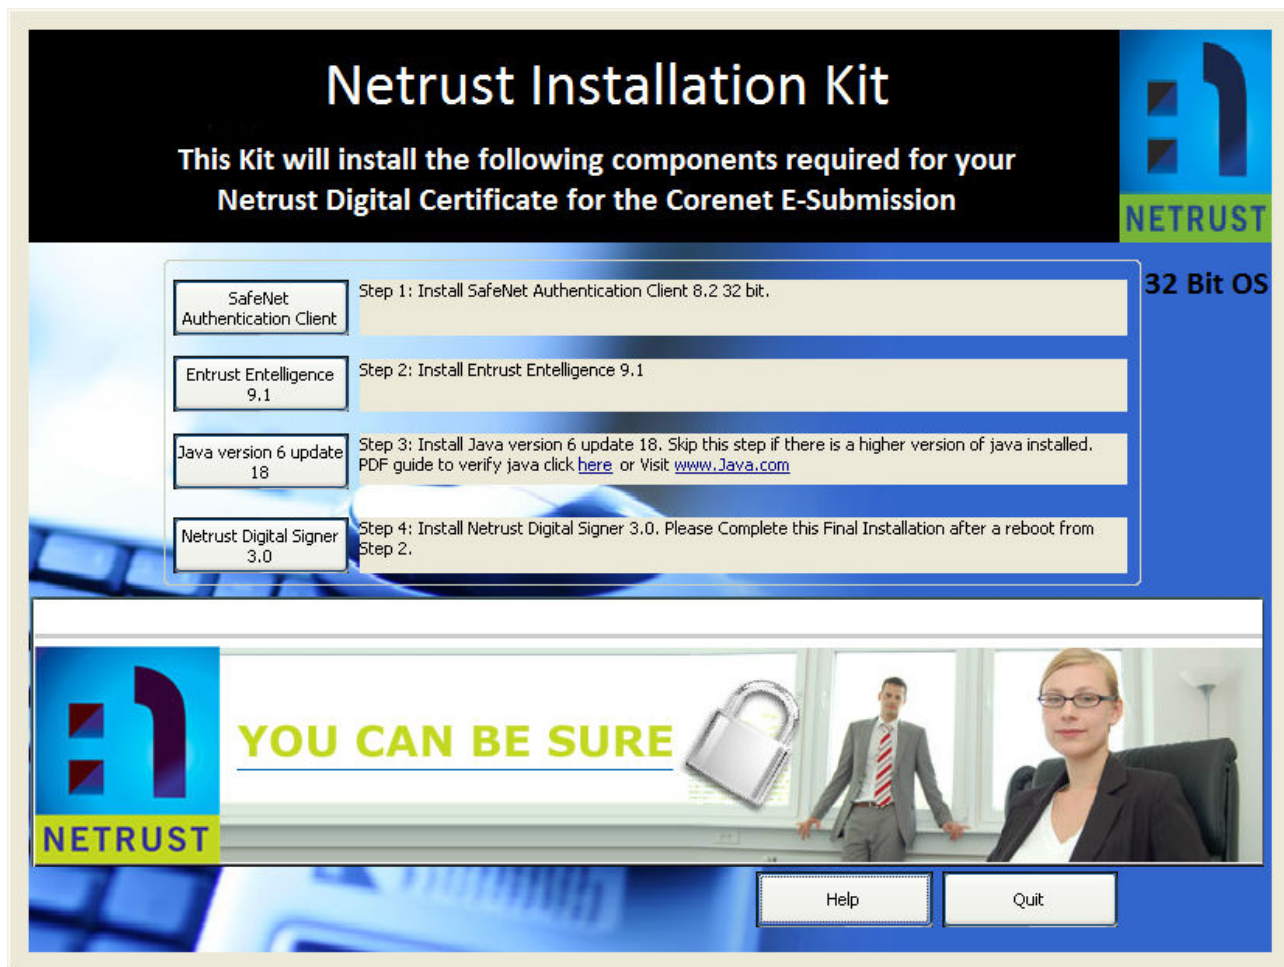 Netrust Installation Kit
This Kit will install the following components required for your
Netrust Digital Certificate for the Corenet E-Submission
NETRUST
32 Bit OS
SafeNet
Authentication Client
Step 1: Install SafeNet Authentication Client 8.2 32 bit.
Entrust Entelligence
9.1
Step 2: Install Entrust Entelligence 9.1
Java version 6 update
18
Step 3: Install Java version 6 update 18. Skip this step if there is a higher version of java installed.
PDF guide to verify java click here or Visit www.Java.com
Netrust Digital Signer
3.0
Step 4: Install Netrust Digital Signer 3.0. Please Complete this Final Installation after a reboot from
Step 2.
YOU CAN BE SURE
NETRUST
Help
Quit